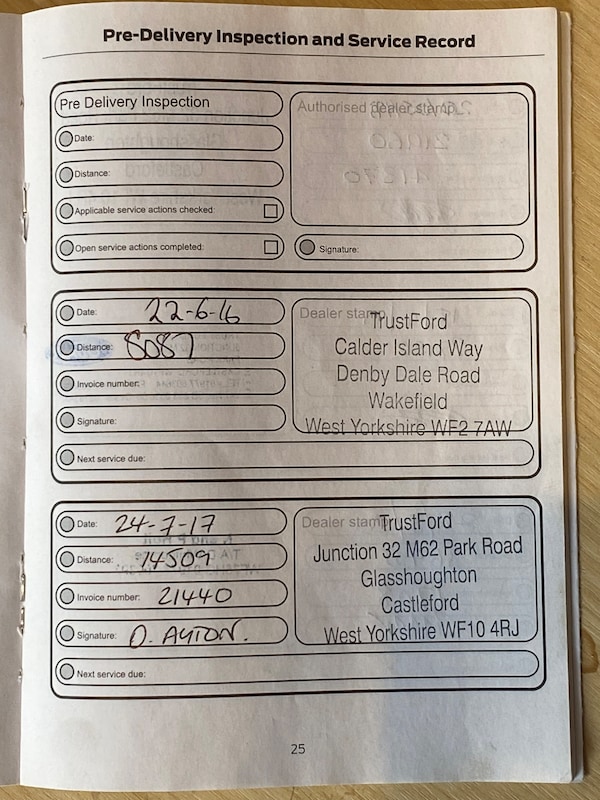 Pre-Delivery Inspection and Service Record
Pre Delivery Inspection
Date:
Distance:
Applicable service actions checked:
Open service actions completed:
Authorised dealer stamp
Signature:
Date: 22-6-16
Distance: 8087
Invoice number:
Signature:
Next service due:
Dealer stamp
TrustFord
Calder Island Way
Denby Dale Road
Wakefield
West Yorkshire WF2 7AW
Date: 24-7-17
Distance: 14509
Invoice number: 21440
Signature: D. AYTON.
Next service due:
Dealer stamp
TrustFord
Junction 32 M62 Park Road
Glasshoughton
Castleford
West Yorkshire WF10 4RJ
25